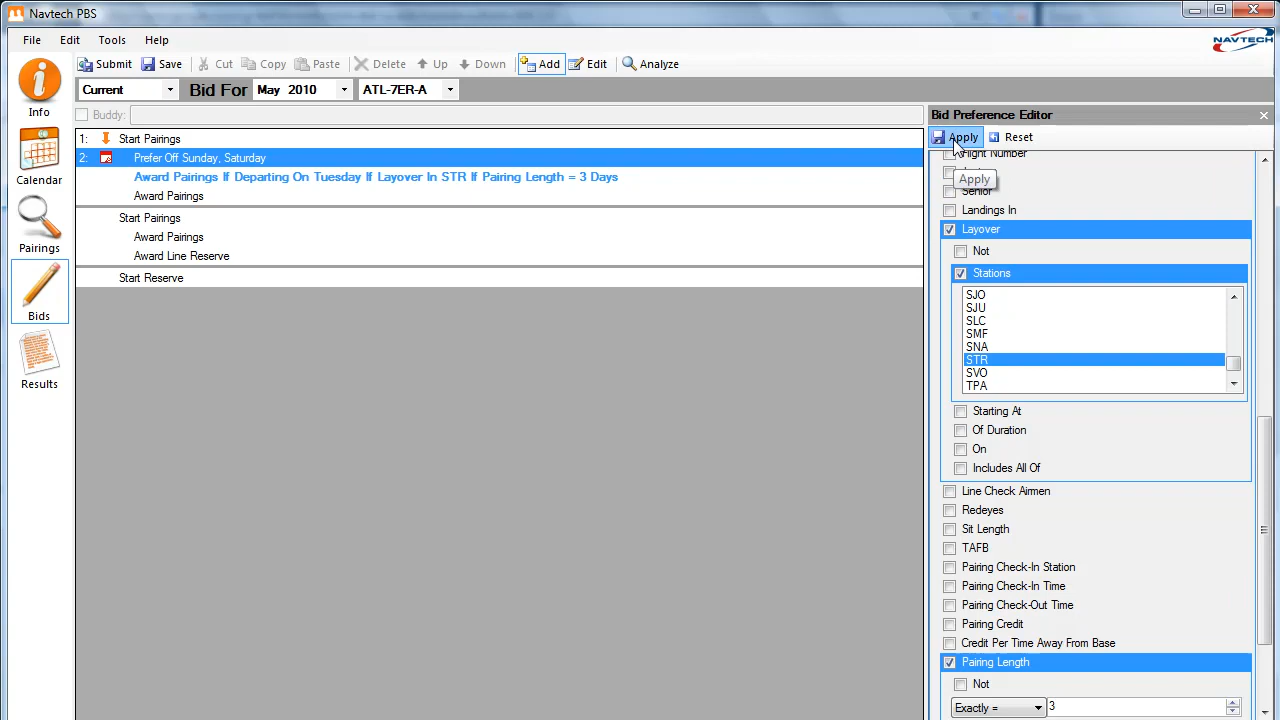 Navtech PBS
File Edit Tools Help
NAVTECH
Submit Save Cut Copy Paste Delete Up Down Add Edit Analyze
Current Bid For May 2010 ATL-7ER-A
Buddy:
Info
Calendar
Pairings
Bids
Results
1: Start Pairings
2: Prefer Off Sunday, Saturday
Award Pairings If Departing On Tuesday If Layover In STR If Pairing Length = 3 Days
Award Pairings
Start Pairings
Award Pairings
Award Line Reserve
Start Reserve
Bid Preference Editor
Apply Reset
Flight Number
Apply
Senior
Landings In
Layover
Not
Stations
SJO
SJU
SLC
SMF
SNA
STR
SVO
TPA
Starting At
Of Duration
On
Includes All Of
Line Check Airmen
Redeyes
Sit Length
TAFB
Pairing Check-In Station
Pairing Check-In Time
Pairing Check-Out Time
Pairing Credit
Credit Per Time Away From Base
Pairing Length
Not
Exactly = 3